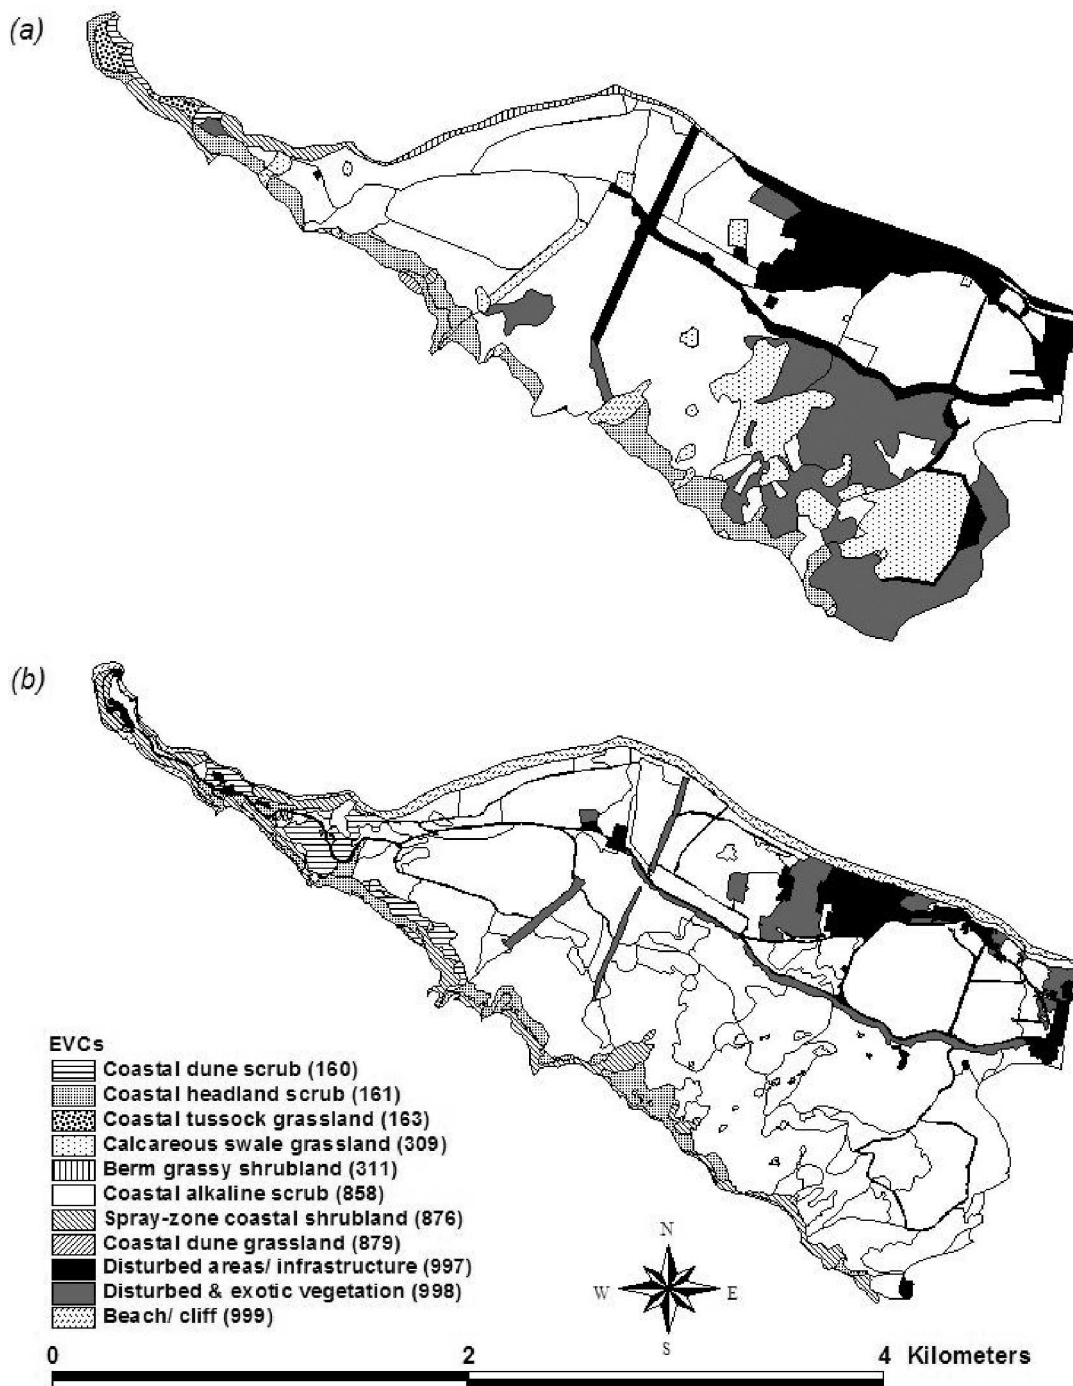 (a)
(b)
EVCs
Coastal dune scrub (160)
Coastal headland scrub (161)
Coastal tussock grassland (163)
Calcareous swale grassland (309)
Berm grassy shrubland (311)
Coastal alkaline scrub (858)
Spray-zone coastal shrubland (876)
Coastal dune grassland (879)
Disturbed areas/ infrastructure (997)
Disturbed & exotic vegetation (998)
Beach/ cliff (999)
N
W E
S
0 2 4 Kilometers